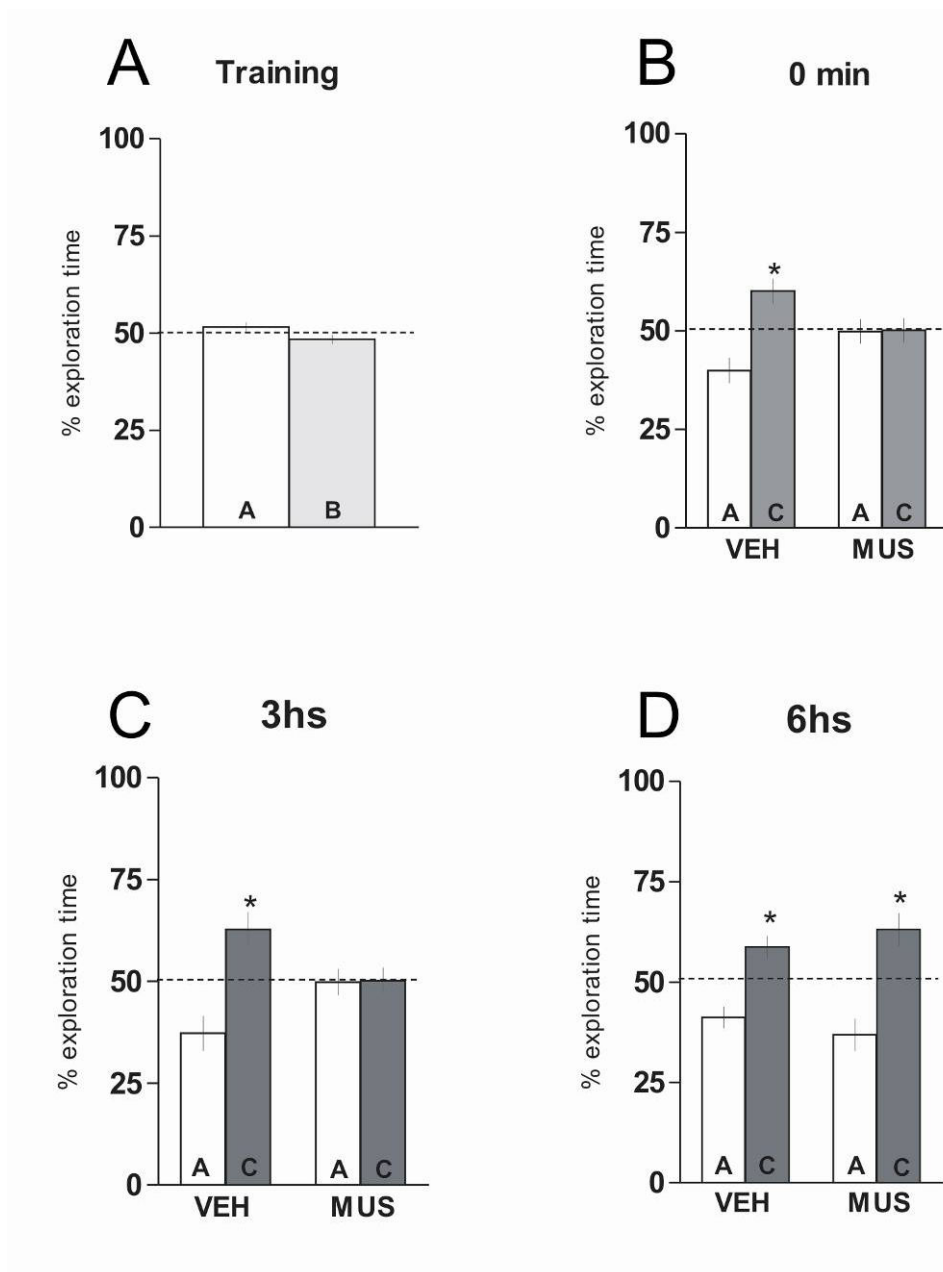 A
Training
100
75
50
25
0
% exploration time
A B
B
0 min
100
75
50
25
0
% exploration time
*
A C A C
VEH MUS
C
3hs
100
75
50
25
0
% exploration time
*
A C A C
VEH MUS
D
6hs
100
75
50
25
0
% exploration time
* *
A C A C
VEH MUS